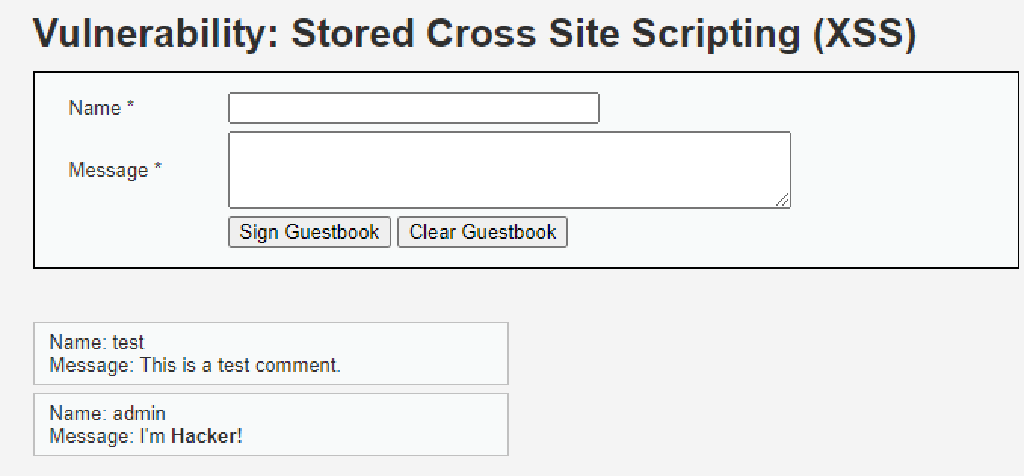 Vulnerability: Stored Cross Site Scripting (XSS)
Name *
Message *
Sign Guestbook Clear Guestbook
Name: test
Message: This is a test comment.
Name: admin
Message: I'm Hacker!